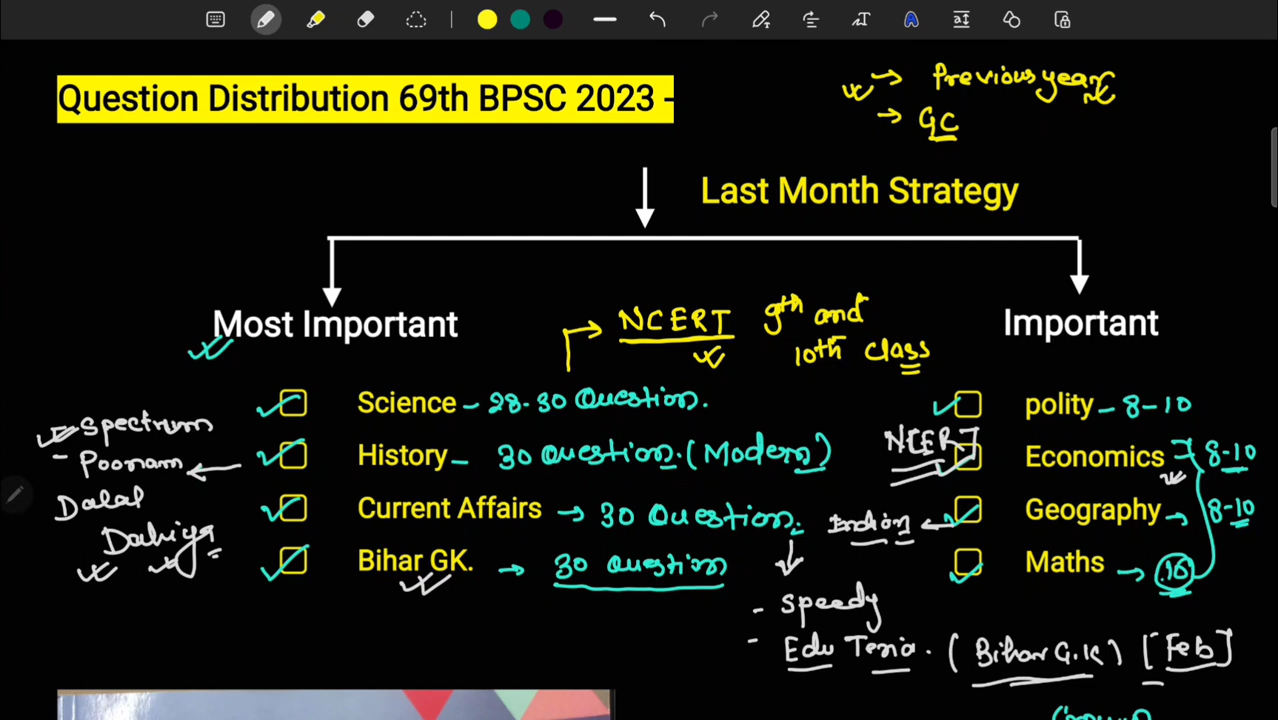 Question Distribution 69th BPSC 2023 -
→ Previous year
→ GC
Last Month Strategy
Most Important
Important
NCERT 9th and
10th class
Science - 28-30 Question.
History - 30 Question. (Modern)
Current Affairs → 30 Question.
Bihar GK. → 30 Question
- Spectrum
- Poonam ←
Dalal
Dahiya
polity - 8-10
NCERT
Economics 8-10
Indian ← Geography → 8-10
Maths → 10
- Speedy
- Edu Teria. (Bihar G.K) [Feb]